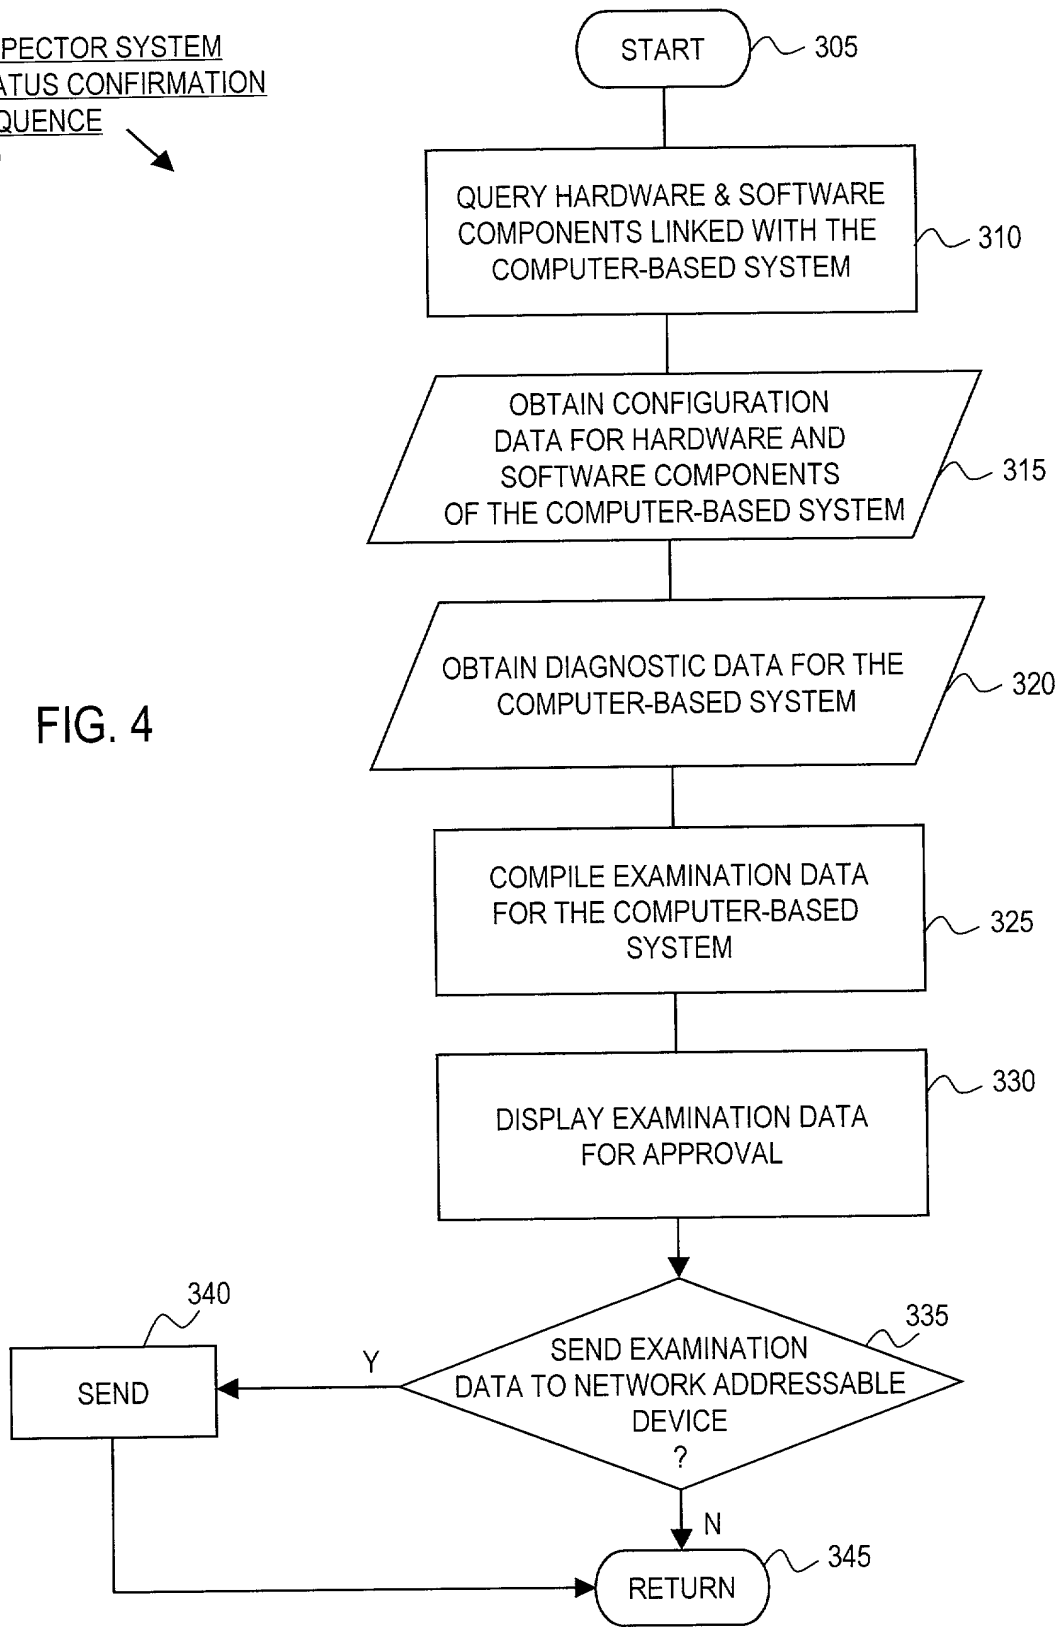 PECTOR SYSTEM
ATUS CONFIRMATION
QUENCE
START
305
QUERY HARDWARE & SOFTWARE
COMPONENTS LINKED WITH THE
COMPUTER-BASED SYSTEM
310
OBTAIN CONFIGURATION
DATA FOR HARDWARE AND
SOFTWARE COMPONENTS
OF THE COMPUTER-BASED SYSTEM
315
OBTAIN DIAGNOSTIC DATA FOR THE
COMPUTER-BASED SYSTEM
320
FIG. 4
COMPILE EXAMINATION DATA
FOR THE COMPUTER-BASED
SYSTEM
325
DISPLAY EXAMINATION DATA
FOR APPROVAL
330
SEND EXAMINATION
DATA TO NETWORK ADDRESSABLE
DEVICE
?
335
Y
340
SEND
N
RETURN
345